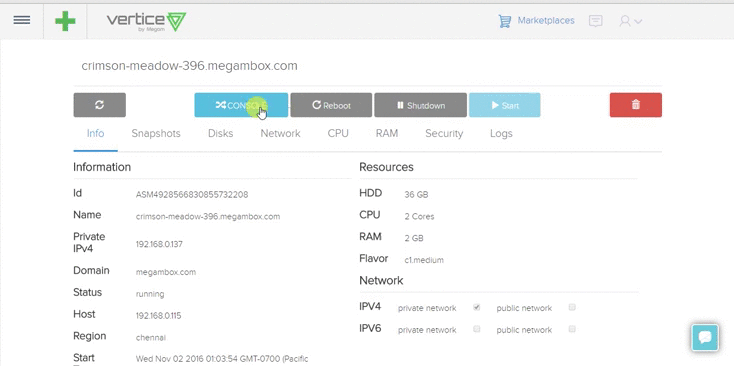 vertice
by Megam
Marketplaces
crimson-meadow-396.megambox.com
CONSOLE
Reboot
Shutdown
Start
Info
Snapshots
Disks
Network
CPU
RAM
Security
Logs
Information
Id
ASM4928566830855732208
Name
crimson-meadow-396.megambox.com
Private
IPv4
192.168.0.137
Domain
megambox.com
Status
running
Host
192.168.0.115
Region
chennai
Start
Wed Nov 02 2016 01:03:54 GMT-0700 (Pacific
Resources
HDD
36 GB
CPU
2 Cores
RAM
2 GB
Flavor
c1.medium
Network
IPV4
private network
public network
IPV6
private network
public network